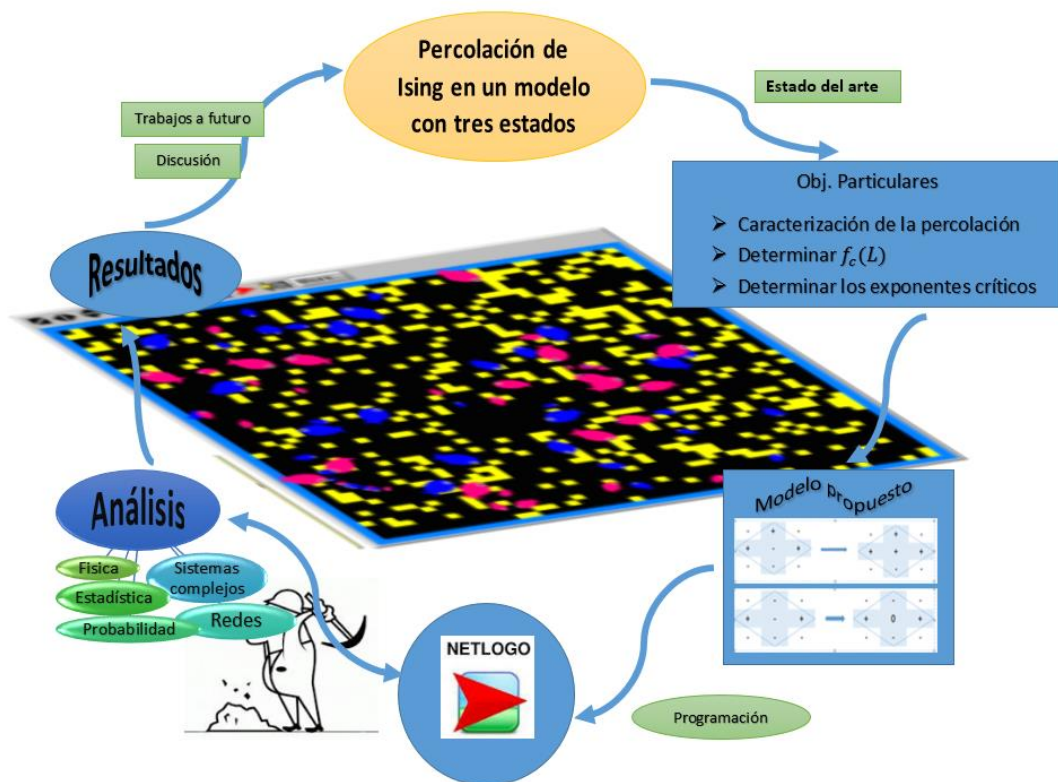 Percolación de
Ising en un modelo
con tres estados
Estado del arte
Obj. Particulares
➢ Caracterización de la percolación
➢ Determinar f_c(L)
➢ Determinar los exponentes críticos
Modelo propuesto
Programación
NETLOGO
Análisis
Fisica
Sistemas
complejos
Estadística
Redes
Probabilidad
Resultados
Discusión
Trabajos a futuro